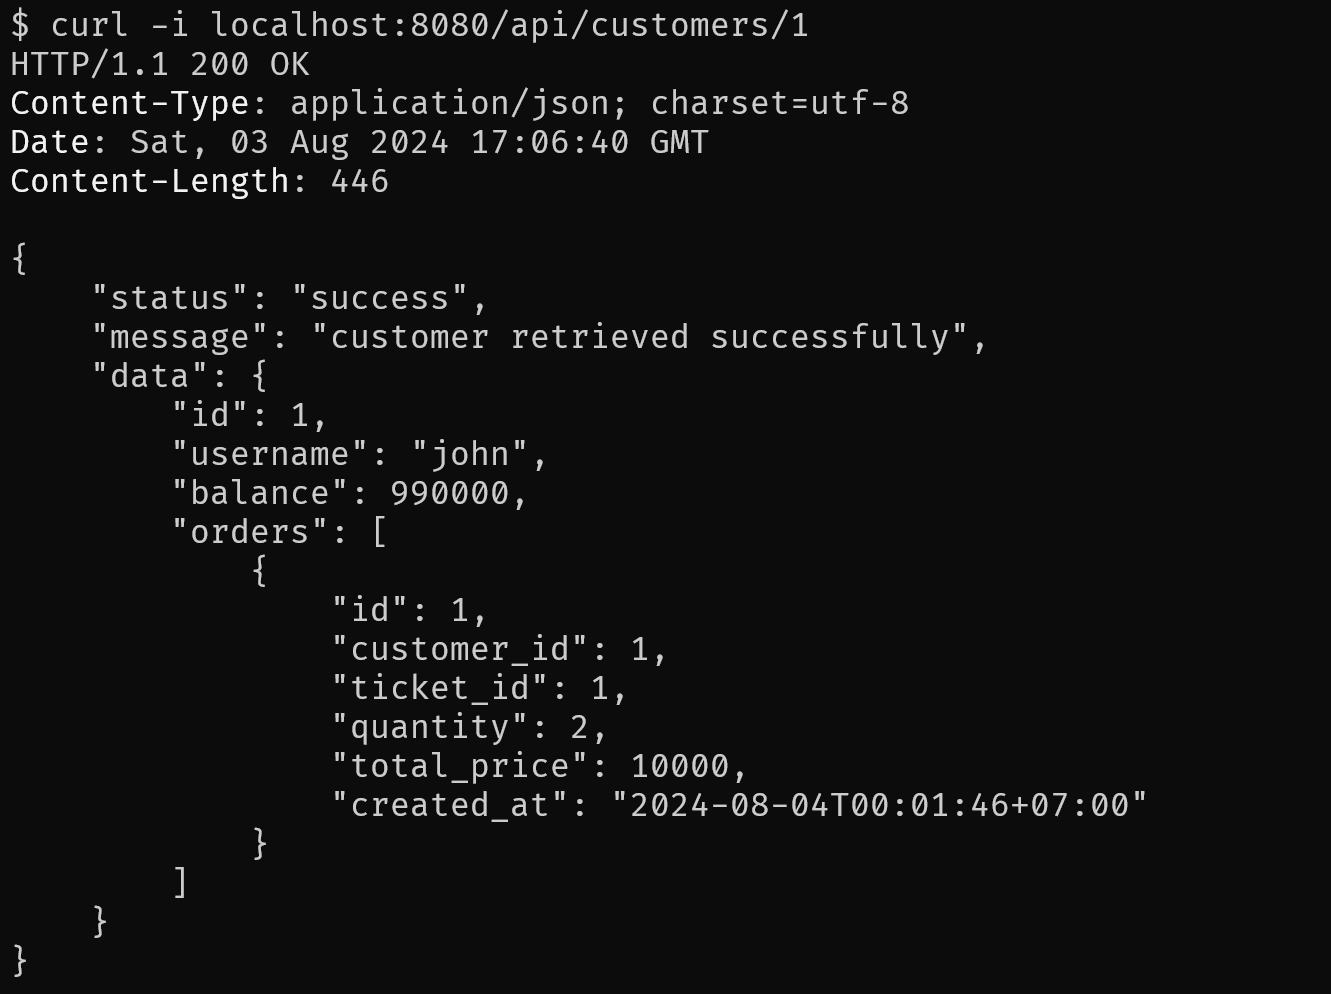 $ curl -i localhost:8080/api/customers/1
HTTP/1.1 200 OK
Content-Type: application/json; charset=utf-8
Date: Sat, 03 Aug 2024 17:06:40 GMT
Content-Length: 446

{
    "status": "success",
    "message": "customer retrieved successfully",
    "data": {
        "id": 1,
        "username": "john",
        "balance": 990000,
        "orders": [
            {
                "id": 1,
                "customer_id": 1,
                "ticket_id": 1,
                "quantity": 2,
                "total_price": 10000,
                "created_at": "2024-08-04T00:01:46+07:00"
            }
        ]
    }
}